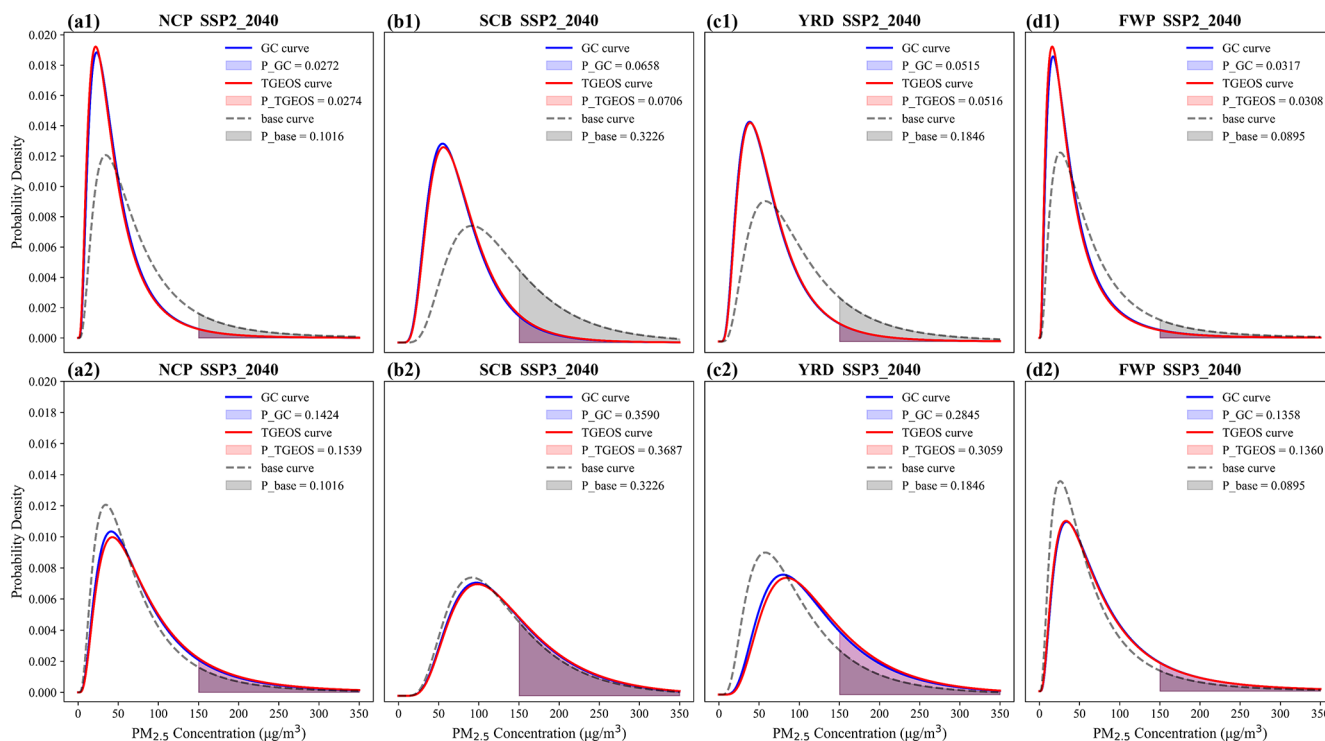 (a1) NCP SSP2_2040
GC curve
P_GC = 0.0272
TGEOS curve
P_TGEOS = 0.0274
base curve
P_base = 0.1016
0.020
0.018
0.016
0.014
0.012
0.010
0.008
0.006
0.004
0.002
0.000
Probability Density
(b1) SCB SSP2_2040
GC curve
P_GC = 0.0658
TGEOS curve
P_TGEOS = 0.0706
base curve
P_base = 0.3226
(c1) YRD SSP2_2040
GC curve
P_GC = 0.0515
TGEOS curve
P_TGEOS = 0.0516
base curve
P_base = 0.1846
(d1) FWP SSP2_2040
GC curve
P_GC = 0.0317
TGEOS curve
P_TGEOS = 0.0308
base curve
P_base = 0.0895
(a2) NCP SSP3_2040
GC curve
P_GC = 0.1424
TGEOS curve
P_TGEOS = 0.1539
base curve
P_base = 0.1016
0.020
0.018
0.016
0.014
0.012
0.010
0.008
0.006
0.004
0.002
0.000
Probability Density
0 50 100 150 200 250 300 350
PM2.5 Concentration (μg/m³)
(b2) SCB SSP3_2040
GC curve
P_GC = 0.3590
TGEOS curve
P_TGEOS = 0.3687
base curve
P_base = 0.3226
0 50 100 150 200 250 300 350
PM2.5 Concentration (μg/m³)
(c2) YRD SSP3_2040
GC curve
P_GC = 0.2845
TGEOS curve
P_TGEOS = 0.3059
base curve
P_base = 0.1846
0 50 100 150 200 250 300 350
PM2.5 Concentration (μg/m³)
(d2) FWP SSP3_2040
GC curve
P_GC = 0.1358
TGEOS curve
P_TGEOS = 0.1360
base curve
P_base = 0.0895
0 50 100 150 200 250 300 350
PM2.5 Concentration (μg/m³)